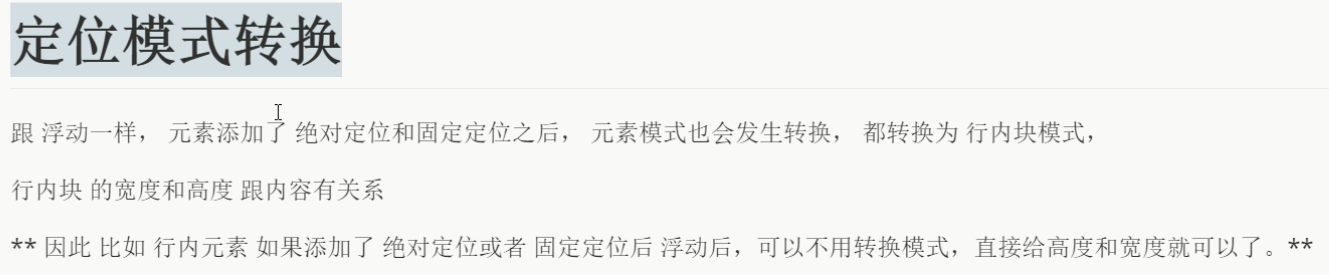 定位模式转换
跟 浮动一样， 元素添加了 绝对定位和固定定位之后， 元素模式也会发生转换， 都转换为 行内块模式，
行内块 的宽度和高度 跟内容有关系
** 因此 比如 行内元素 如果添加了 绝对定位或者 固定定位后 浮动后，可以不用转换模式，直接给高度和宽度就可以了。**